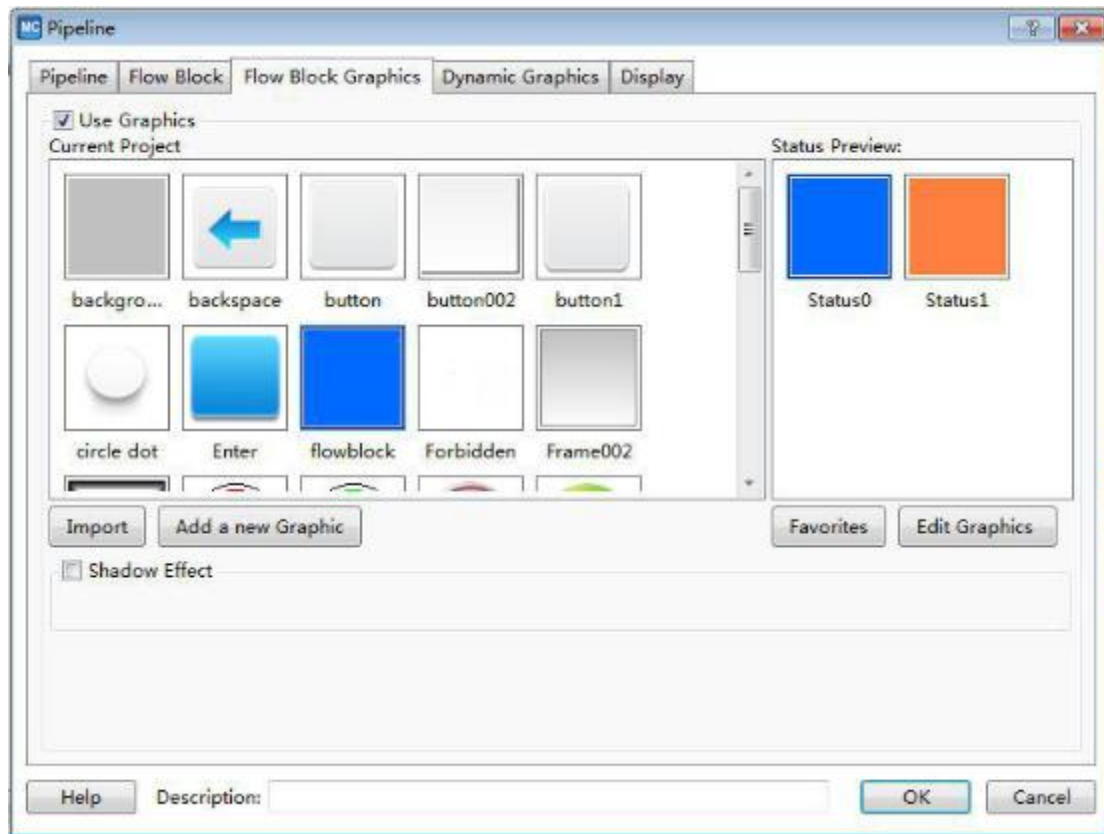 MC Pipeline
Pipeline Flow Block Flow Block Graphics Dynamic Graphics Display
Use Graphics
Current Project Status Preview:
backgro... backspace button button002 button1
Status0 Status1
circle dot Enter flowblock Forbidden Frame002
Import Add a new Graphic Favorites Edit Graphics
Shadow Effect
Help Description: OK Cancel